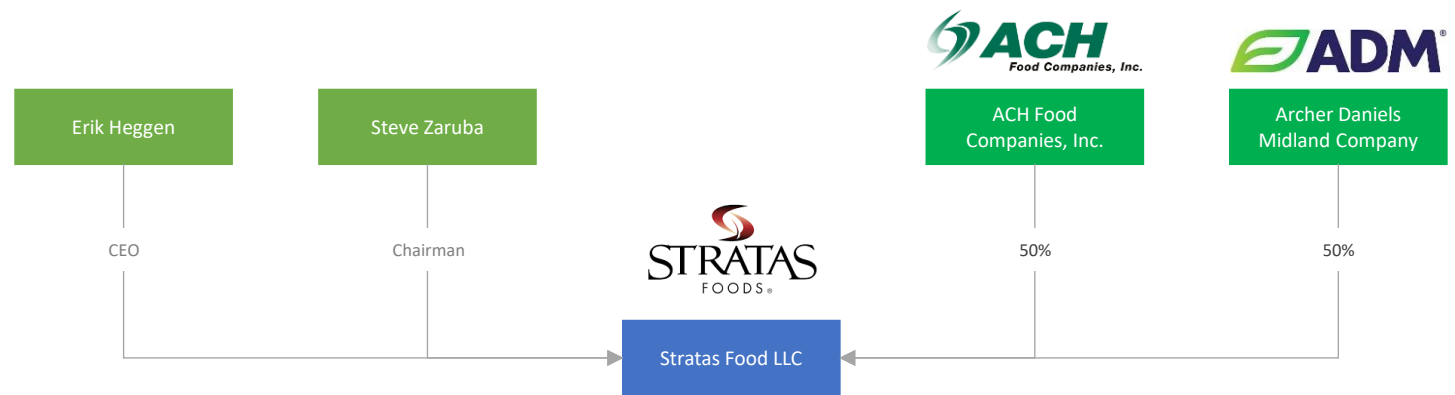 ACH
Food Companies, Inc.
ADM®
Erik Heggen
Steve Zaruba
ACH Food
Companies, Inc.
Archer Daniels
Midland Company
CEO
Chairman
50%
50%
STRATAS
FOODS®
Stratas Food LLC